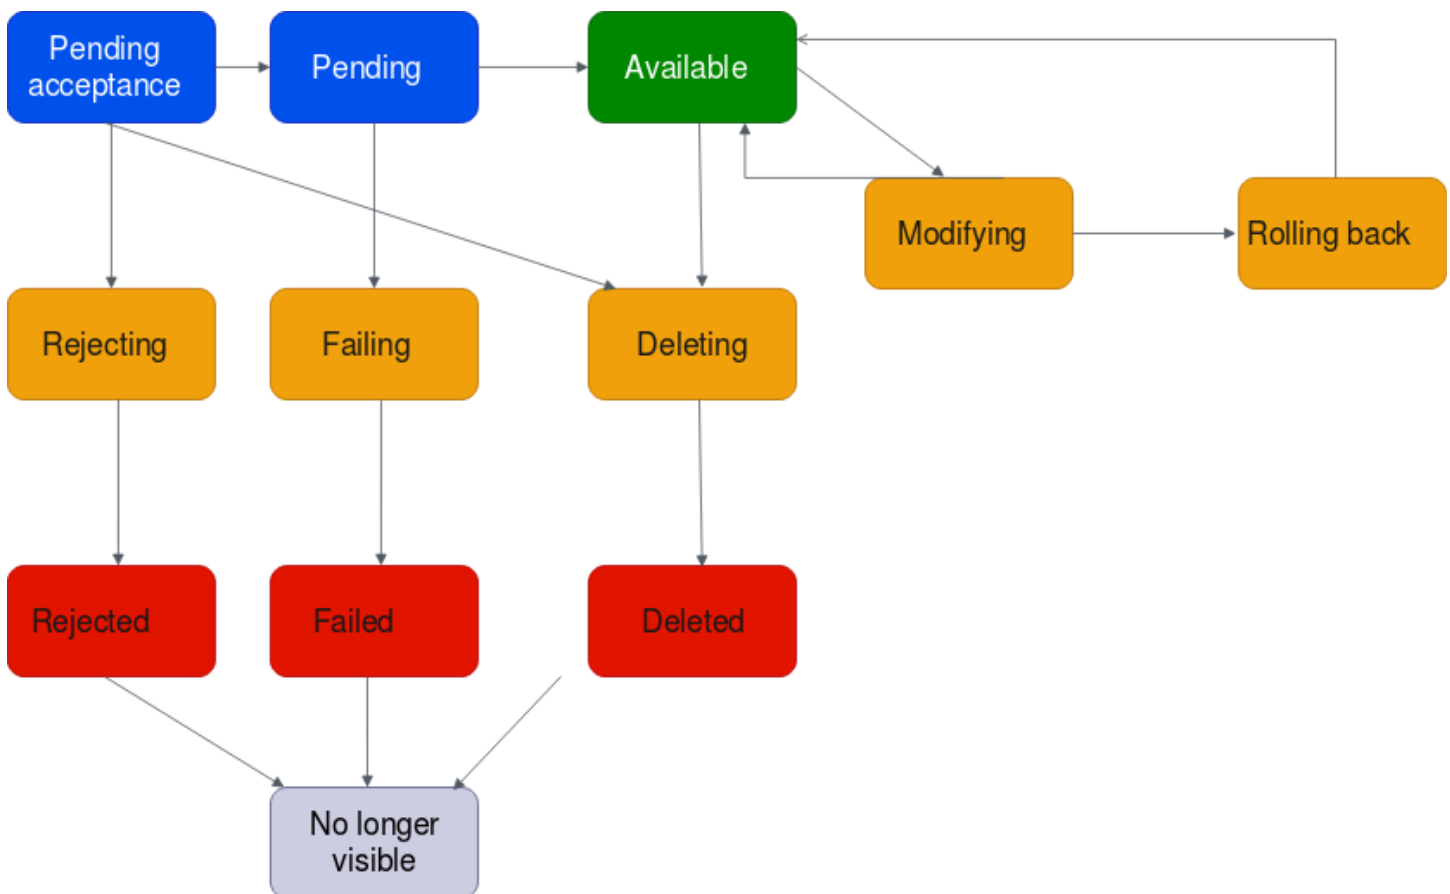 Pending
acceptance
Pending
Available
Modifying
Rolling back
Rejecting
Failing
Deleting
Rejected
Failed
Deleted
No longer
visible